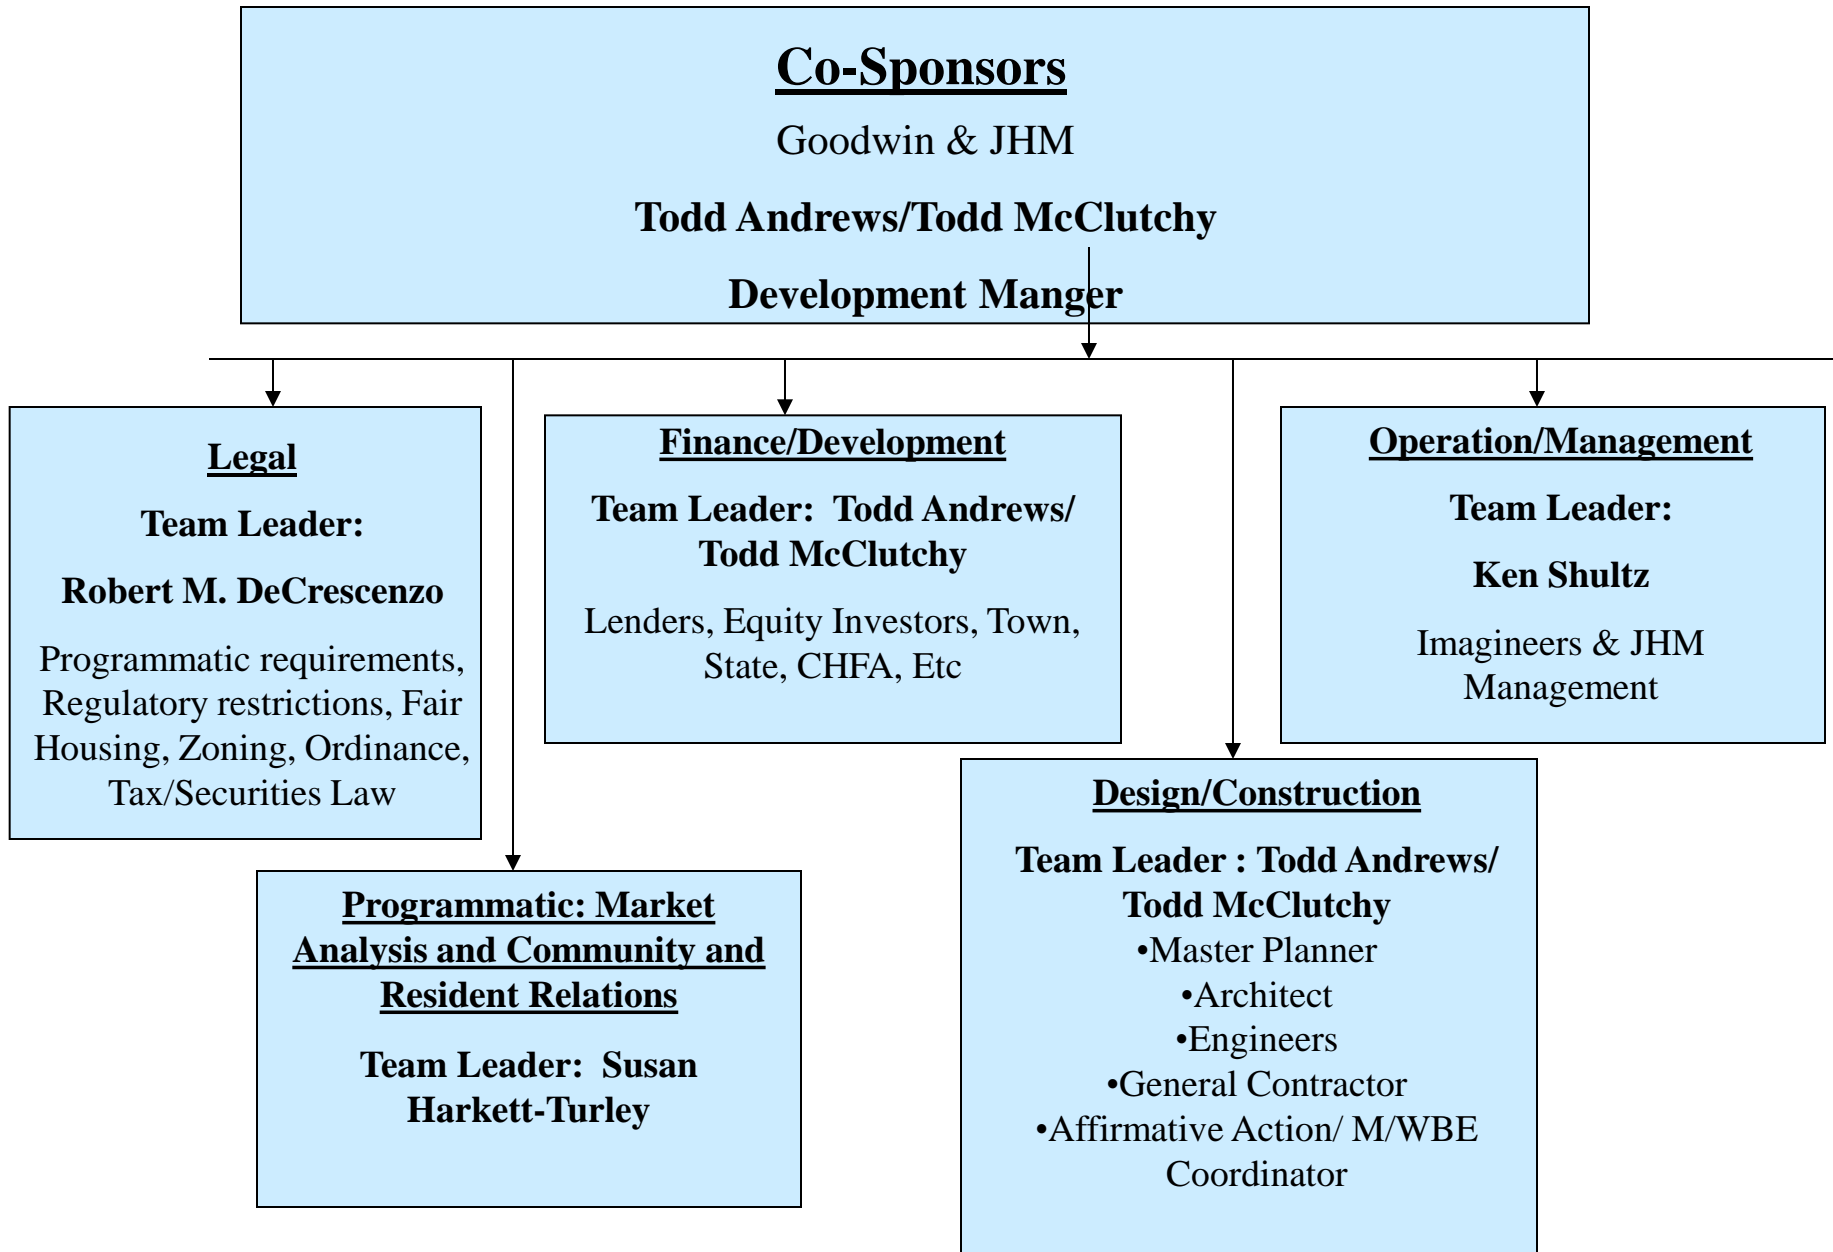 Co-Sponsors
Goodwin & JHM
Todd Andrews/Todd McClutchy
Development Manger
Legal
Team Leader:
Robert M. DeCrescenzo
Programmatic requirements,
Regulatory restrictions, Fair
Housing, Zoning, Ordinance,
Tax/Securities Law
Finance/Development
Team Leader:  Todd Andrews/
Todd McClutchy
Lenders, Equity Investors, Town,
State, CHFA, Etc
Operation/Management
Team Leader:
Ken Shultz
Imagineers & JHM
Management
Programmatic: Market
Analysis and Community and
Resident Relations
Team Leader:  Susan
Harkett-Turley
Design/Construction
Team Leader : Todd Andrews/
Todd McClutchy
•Master Planner
•Architect
•Engineers
•General Contractor
•Affirmative Action/ M/WBE
Coordinator